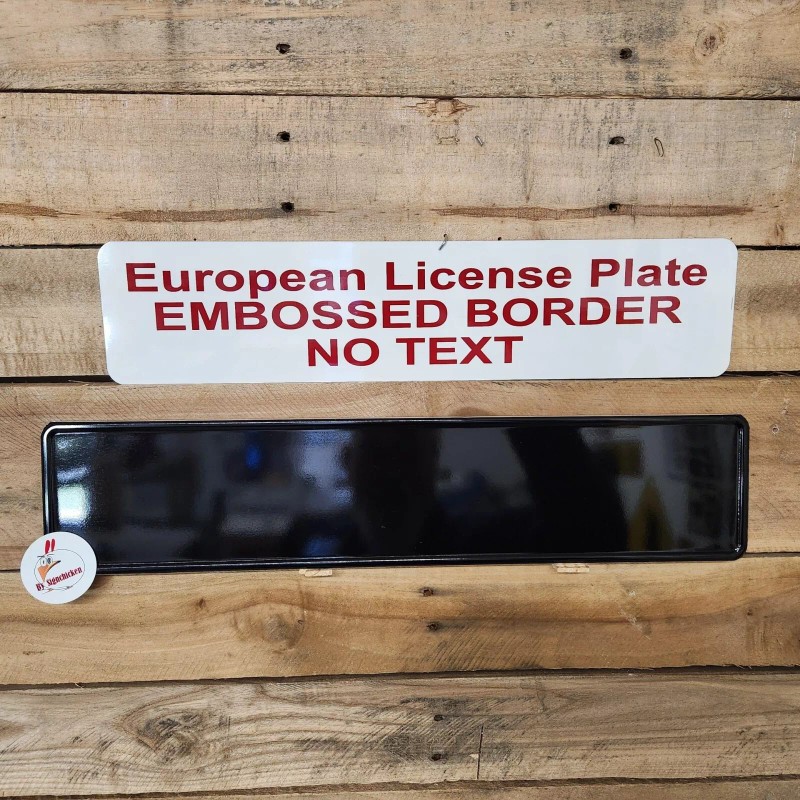 European License Plate
EMBOSSED BORDER
NO TEXT
BY Signchicken